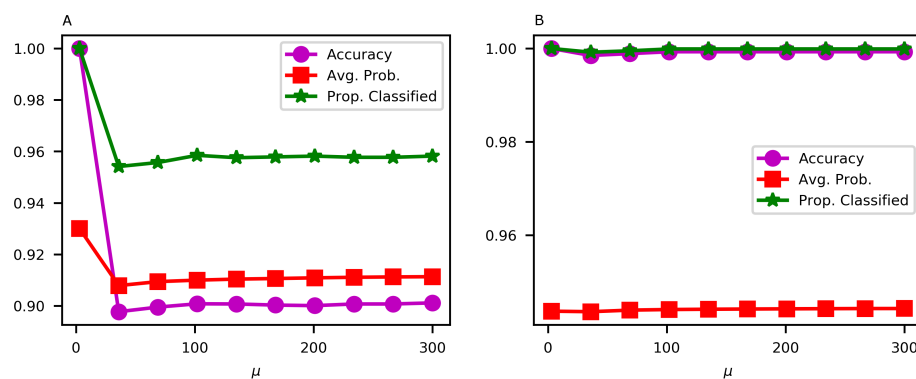 A
1.00
0.98
0.96
0.94
0.92
0.90
0
100
200
300
μ
Accuracy
Avg. Prob.
Prop. Classified
B
1.00
0.98
0.96
0
100
200
300
μ
Accuracy
Avg. Prob.
Prop. Classified